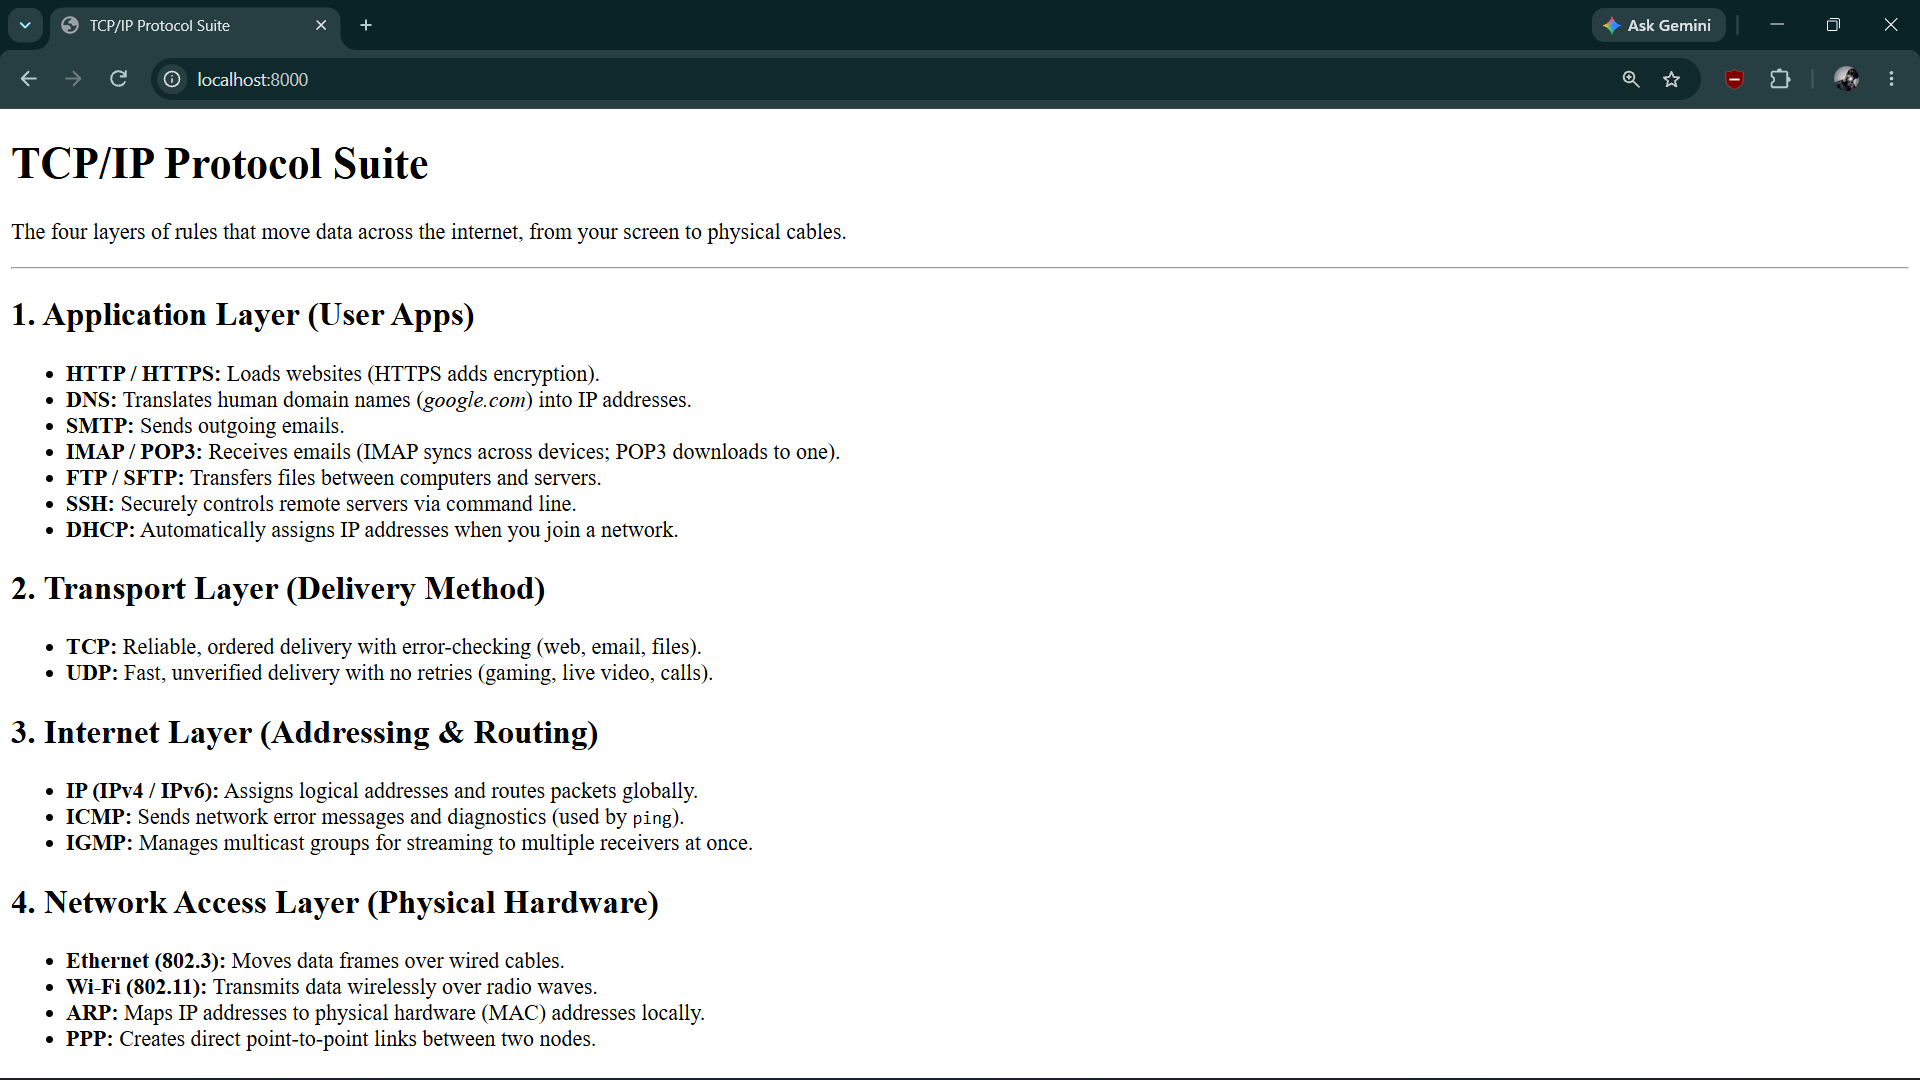 TCP/IP Protocol Suite
Ask Gemini
localhost:8000
TCP/IP Protocol Suite
The four layers of rules that move data across the internet, from your screen to physical cables.
1. Application Layer (User Apps)
• HTTP / HTTPS: Loads websites (HTTPS adds encryption).
• DNS: Translates human domain names (google.com) into IP addresses.
• SMTP: Sends outgoing emails.
• IMAP / POP3: Receives emails (IMAP syncs across devices; POP3 downloads to one).
• FTP / SFTP: Transfers files between computers and servers.
• SSH: Securely controls remote servers via command line.
• DHCP: Automatically assigns IP addresses when you join a network.
2. Transport Layer (Delivery Method)
• TCP: Reliable, ordered delivery with error-checking (web, email, files).
• UDP: Fast, unverified delivery with no retries (gaming, live video, calls).
3. Internet Layer (Addressing & Routing)
• IP (IPv4 / IPv6): Assigns logical addresses and routes packets globally.
• ICMP: Sends network error messages and diagnostics (used by ping).
• IGMP: Manages multicast groups for streaming to multiple receivers at once.
4. Network Access Layer (Physical Hardware)
• Ethernet (802.3): Moves data frames over wired cables.
• Wi-Fi (802.11): Transmits data wirelessly over radio waves.
• ARP: Maps IP addresses to physical hardware (MAC) addresses locally.
• PPP: Creates direct point-to-point links between two nodes.